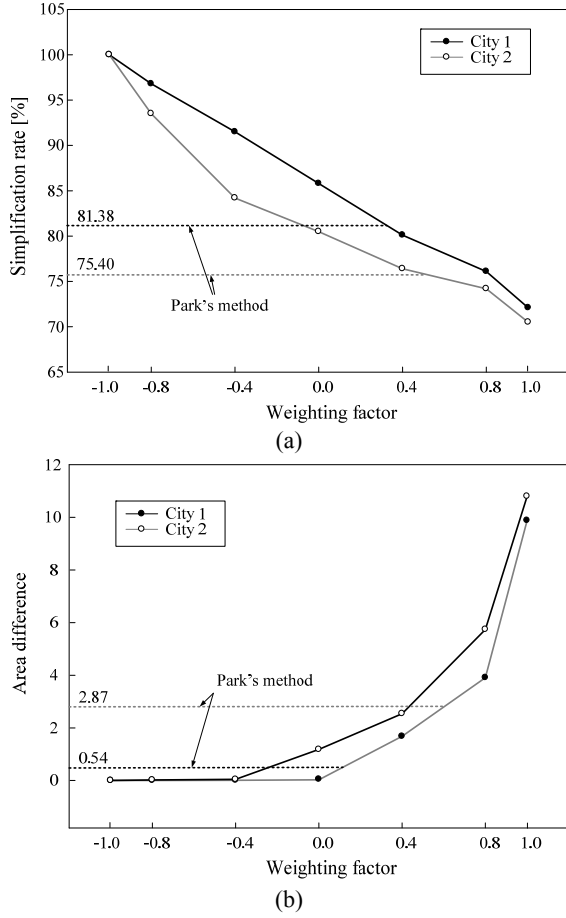 105
100
95
90
85
80
75
70
65
Simplification rate [%]
City 1
City 2
81.38
75.40
Park's method
-1.0 -0.8 -0.4 0.0 0.4 0.8 1.0
Weighting factor
(a)
12
10
8
6
4
2
0
Area difference
City 1
City 2
Park's method
2.87
0.54
-1.0 -0.8 -0.4 0.0 0.4 0.8 1.0
Weighting factor
(b)